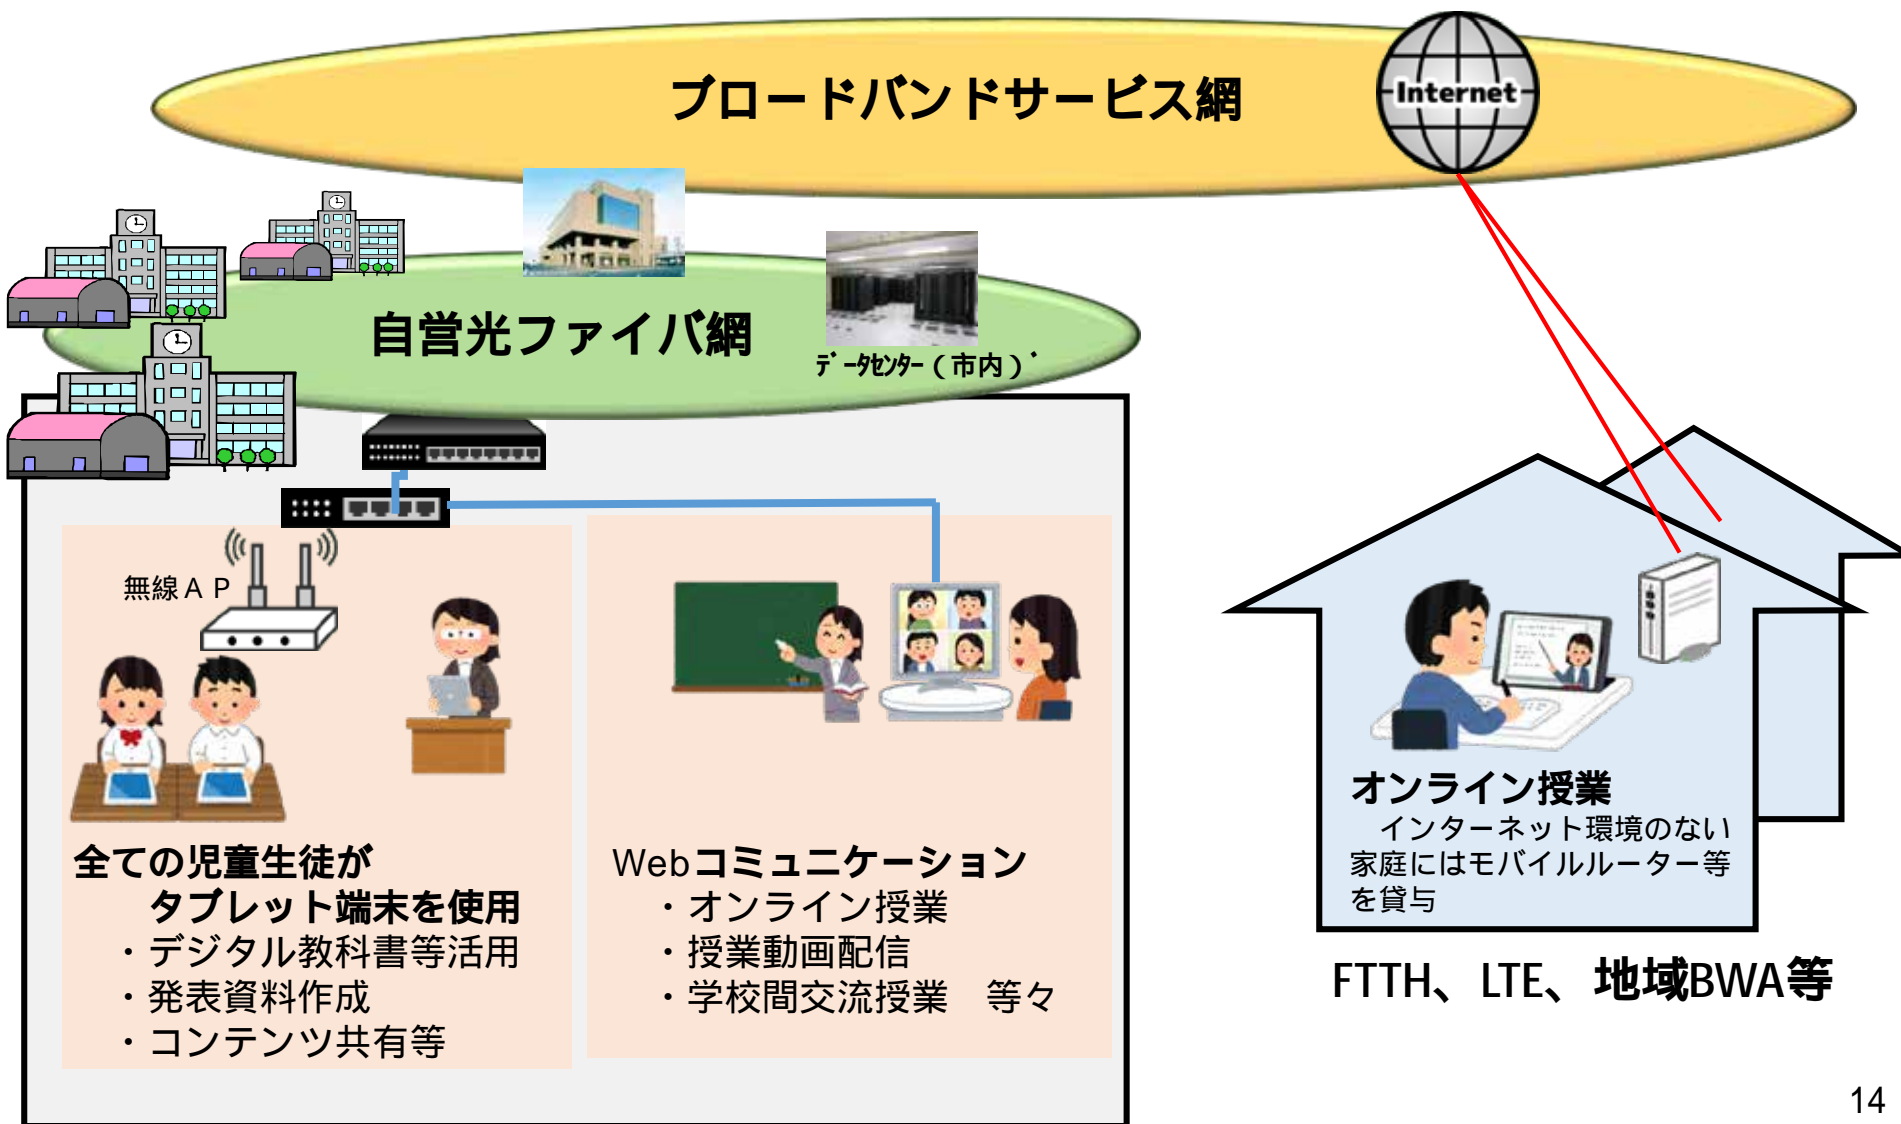 ブロードバンドサービス網
Internet
自営光ファイバ網
ﾃﾞｰﾀｾﾝﾀｰ（市内）ﾞ
無線ＡＰ
全ての児童生徒が
タブレット端末を使用
・デジタル教科書等活用
・発表資料作成
・コンテンツ共有等
Webコミュニケーション
・オンライン授業
・授業動画配信
・学校間交流授業　等々
オンライン授業
インターネット環境のない
家庭にはモバイルルーター等
を貸与
FTTH、LTE、地域BWA等
14